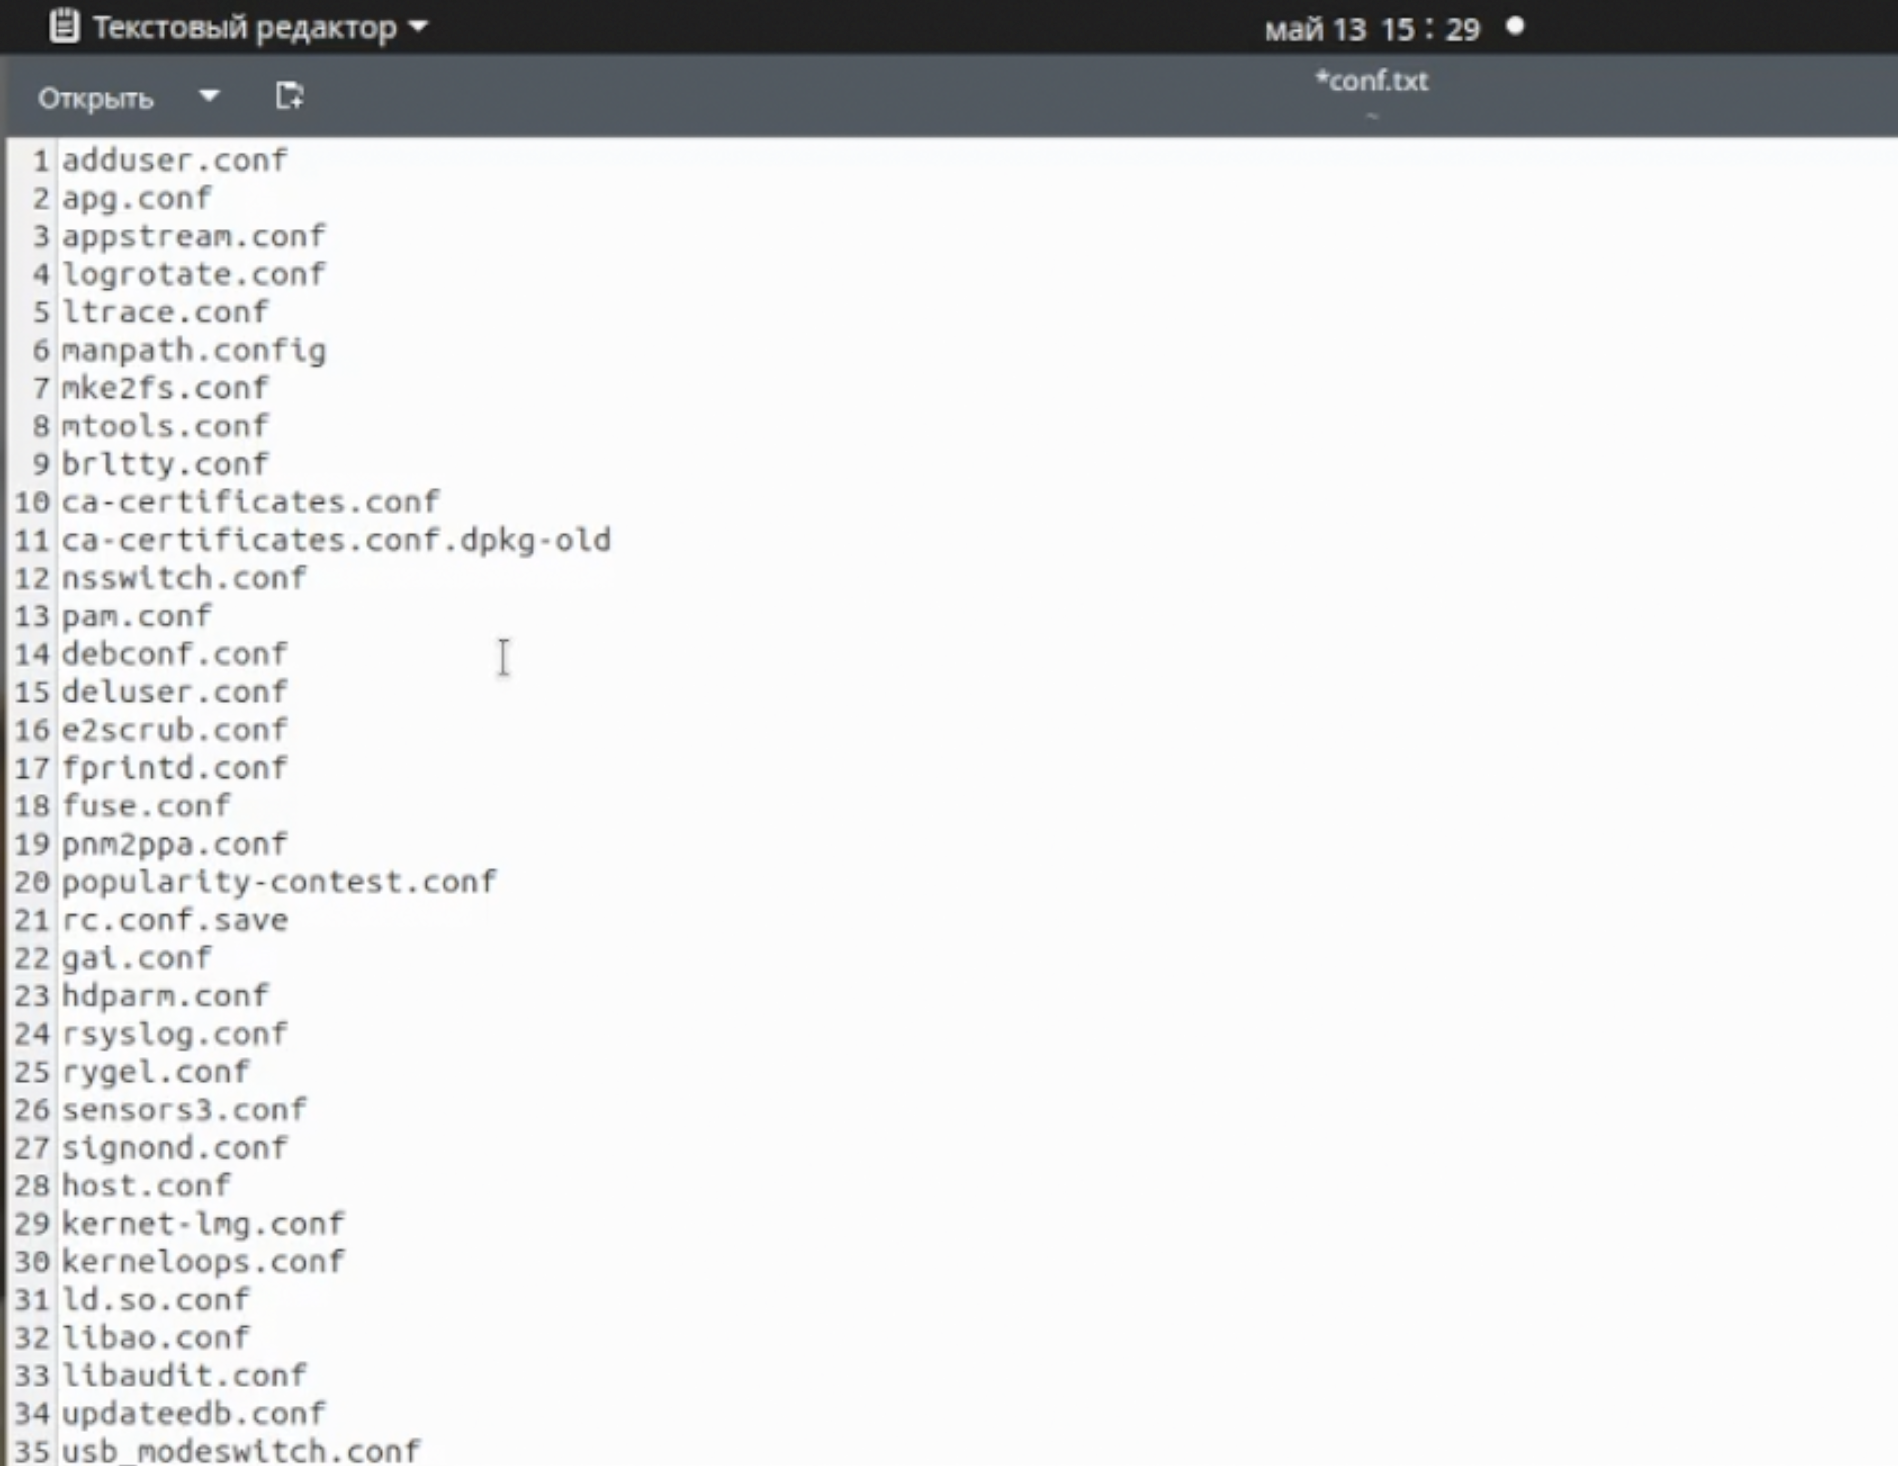 Текстовый редактор
май 13 15 : 29
Открыть
*conf.txt
~
1 adduser.conf
2 apg.conf
3 appstream.conf
4 logrotate.conf
5 ltrace.conf
6 manpath.config
7 mke2fs.conf
8 mtools.conf
9 brltty.conf
10 ca-certificates.conf
11 ca-certificates.conf.dpkg-old
12 nsswitch.conf
13 pam.conf
14 debconf.conf
15 deluser.conf
16 e2scrub.conf
17 fprintd.conf
18 fuse.conf
19 pnm2ppa.conf
20 popularity-contest.conf
21 rc.conf.save
22 gai.conf
23 hdparm.conf
24 rsyslog.conf
25 rygel.conf
26 sensors3.conf
27 signond.conf
28 host.conf
29 kernet-lmg.conf
30 kerneloops.conf
31 ld.so.conf
32 libao.conf
33 libaudit.conf
34 updateedb.conf
35 usb_modeswitch.conf